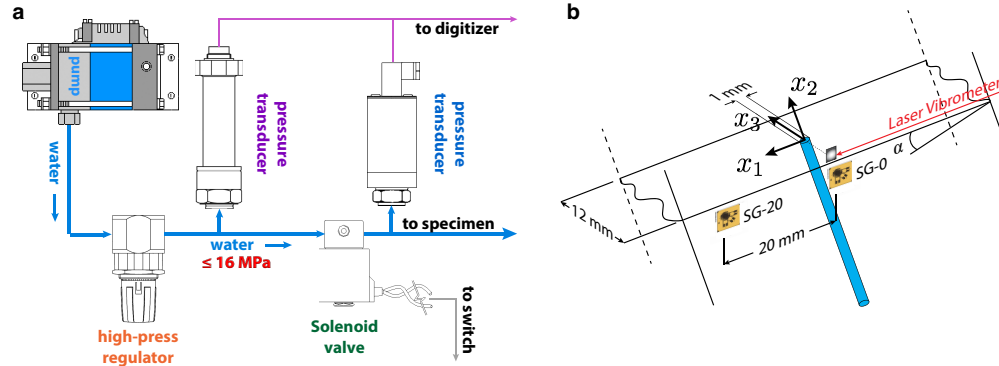 a
to digitizer
pump
pressure
transducer
pressure
transducer
water
to specimen
water
≤ 16 MPa
to switch
high-press
regulator
Solenoid
valve
b
1 mm
x₂
x₃
x₁
Laser Vibrometer
α
SG-0
SG-20
12 mm
20 mm